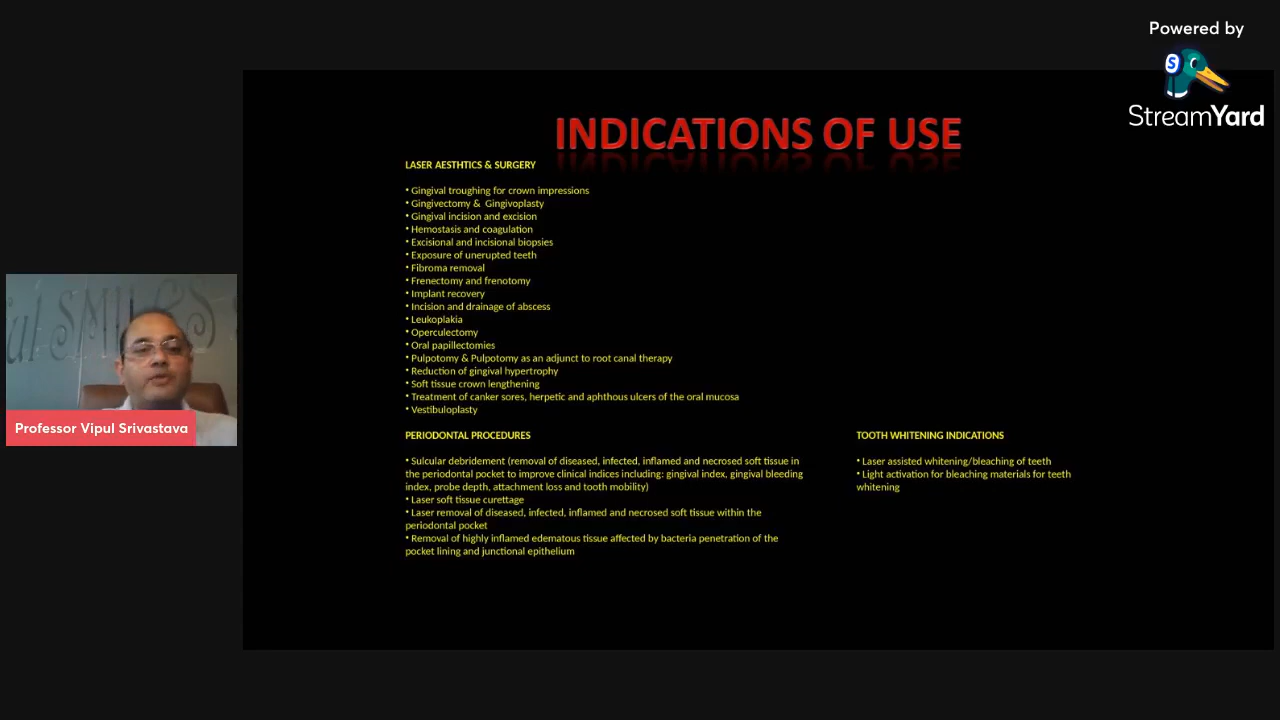 Powered by
S
StreamYard
INDICATIONS OF USE
LASER AESTHTICS & SURGERY
• Gingival troughing for crown impressions
• Gingivectomy & Gingivoplasty
• Gingival incision and excision
• Hemostasis and coagulation
• Excisional and incisional biopsies
• Exposure of unerupted teeth
• Fibroma removal
• Frenectomy and frenotomy
• Implant recovery
• Incision and drainage of abscess
• Leukoplakia
• Operculectomy
• Oral papillectomies
• Pulpotomy & Pulpotomy as an adjunct to root canal therapy
• Reduction of gingival hypertrophy
• Soft tissue crown lengthening
• Treatment of canker sores, herpetic and aphthous ulcers of the oral mucosa
• Vestibuloplasty
PERIODONTAL PROCEDURES
• Sulcular debridement (removal of diseased, infected, inflamed and necrosed soft tissue in
the periodontal pocket to improve clinical indices including: gingival index, gingival bleeding
index, probe depth, attachment loss and tooth mobility)
• Laser soft tissue curettage
• Laser removal of diseased, infected, inflamed and necrosed soft tissue within the
periodontal pocket
• Removal of highly inflamed edematous tissue affected by bacteria penetration of the
pocket lining and junctional epithelium
TOOTH WHITENING INDICATIONS
• Laser assisted whitening/bleaching of teeth
• Light activation for bleaching materials for teeth
whitening
ul SMILES
Professor Vipul Srivastava